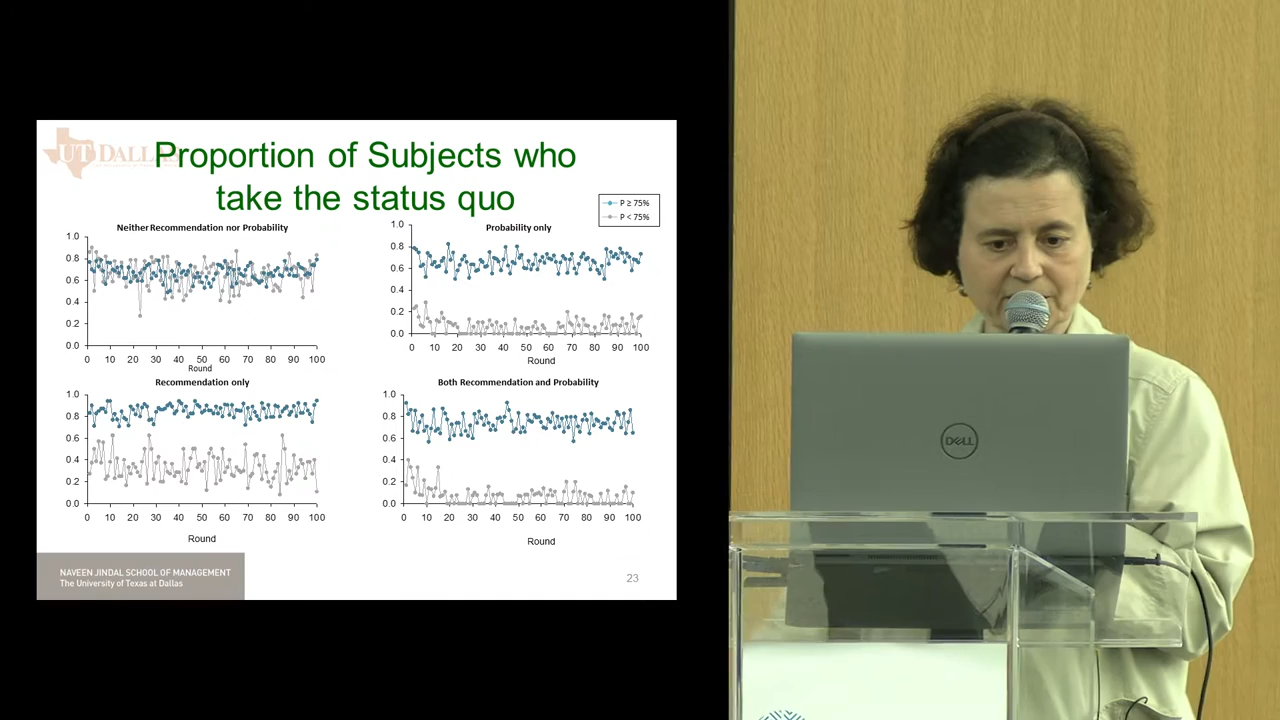 UT DALLAS
Proportion of Subjects who
take the status quo
P ≥ 75%
P < 75%
Neither Recommendation nor Probability
1.0
0.8
0.6
0.4
0.2
0.0
0 10 20 30 40 50 60 70 80 90 100
Round
Probability only
1.0
0.8
0.6
0.4
0.2
0.0
0 10 20 30 40 50 60 70 80 90 100
Round
Recommendation only
1.0
0.8
0.6
0.4
0.2
0.0
0 10 20 30 40 50 60 70 80 90 100
Round
Both Recommendation and Probability
1.0
0.8
0.6
0.4
0.2
0.0
0 10 20 30 40 50 60 70 80 90 100
Round
NAVEEN JINDAL SCHOOL OF MANAGEMENT
The University of Texas at Dallas
23
DELL